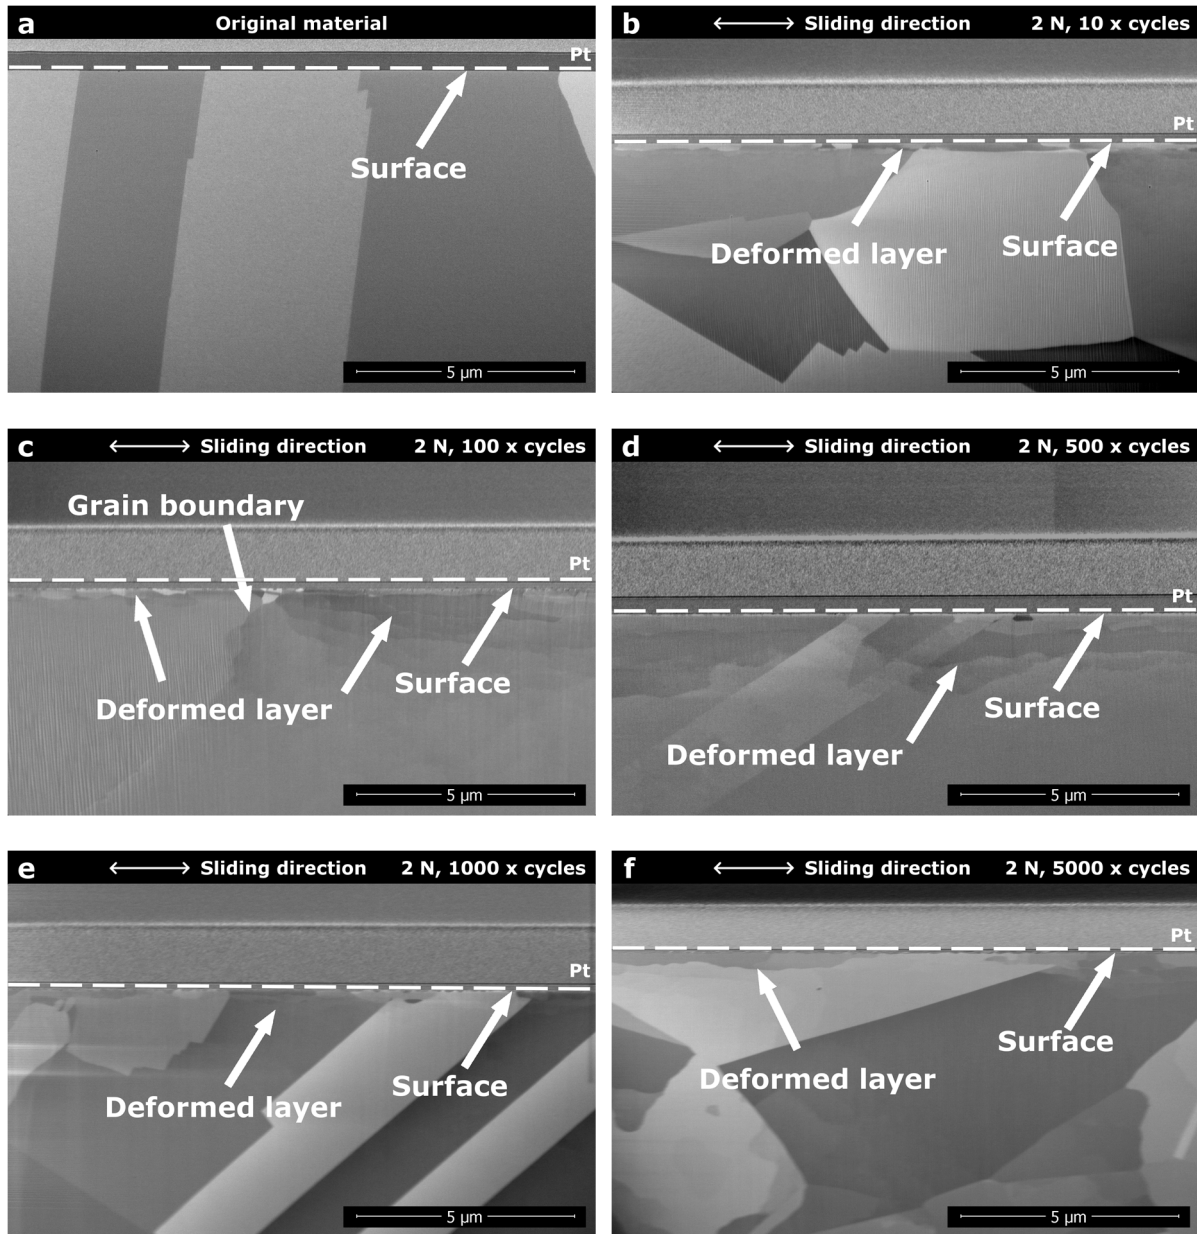 a Original material
Pt
Surface
5 µm
b Sliding direction 2 N, 10 x cycles
Pt
Deformed layer
Surface
5 µm
c Sliding direction 2 N, 100 x cycles
Grain boundary
Pt
Surface
Deformed layer
5 µm
d Sliding direction 2 N, 500 x cycles
Pt
Surface
Deformed layer
5 µm
e Sliding direction 2 N, 1000 x cycles
Pt
Surface
Deformed layer
5 µm
f Sliding direction 2 N, 5000 x cycles
Pt
Surface
Deformed layer
5 µm